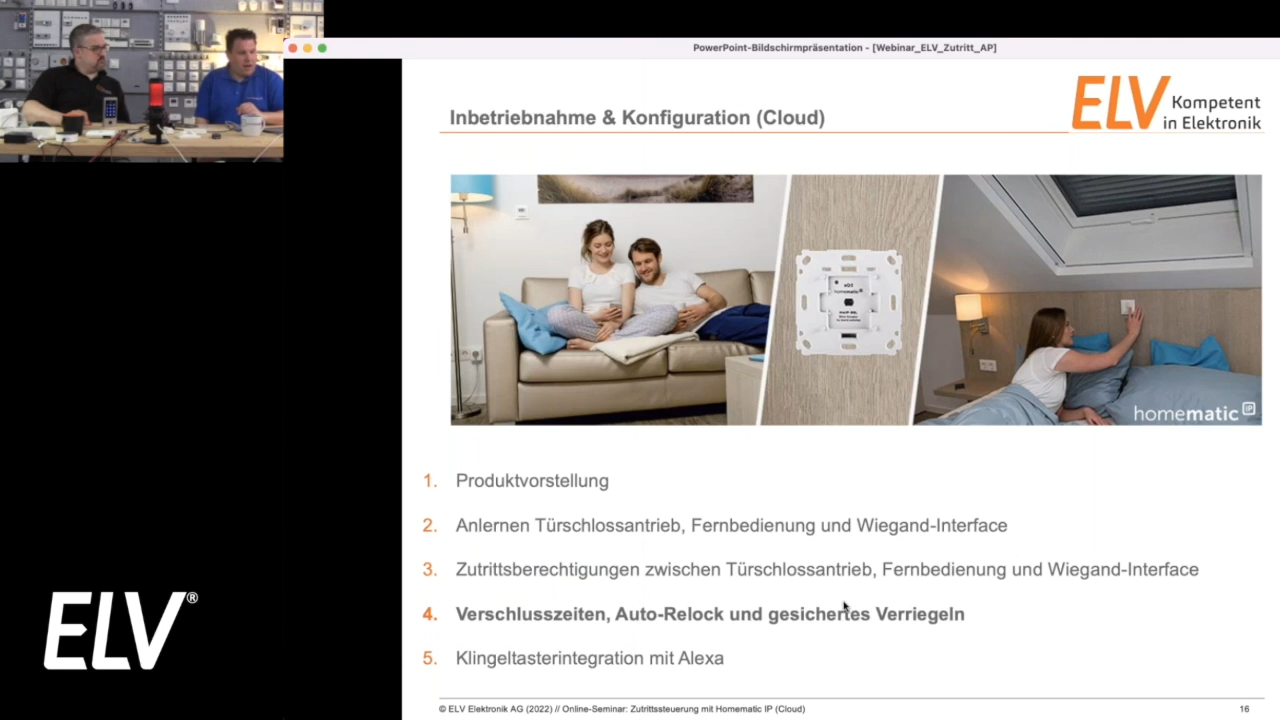 PowerPoint-Bildschirmpräsentation - [Webinar_ELV_Zutritt_AP]
Inbetriebnahme & Konfiguration (Cloud)
ELV Kompetent
in Elektronik
homematic IP
1. Produktvorstellung
2. Anlernen Türschlossantrieb, Fernbedienung und Wiegand-Interface
3. Zutrittsberechtigungen zwischen Türschlossantrieb, Fernbedienung und Wiegand-Interface
4. Verschlusszeiten, Auto-Relock und gesichertes Verriegeln
5. Klingeltasterintegration mit Alexa
ELV®
© ELV Elektronik AG (2022) // Online-Seminar: Zutrittssteuerung mit Homematic IP (Cloud)
16